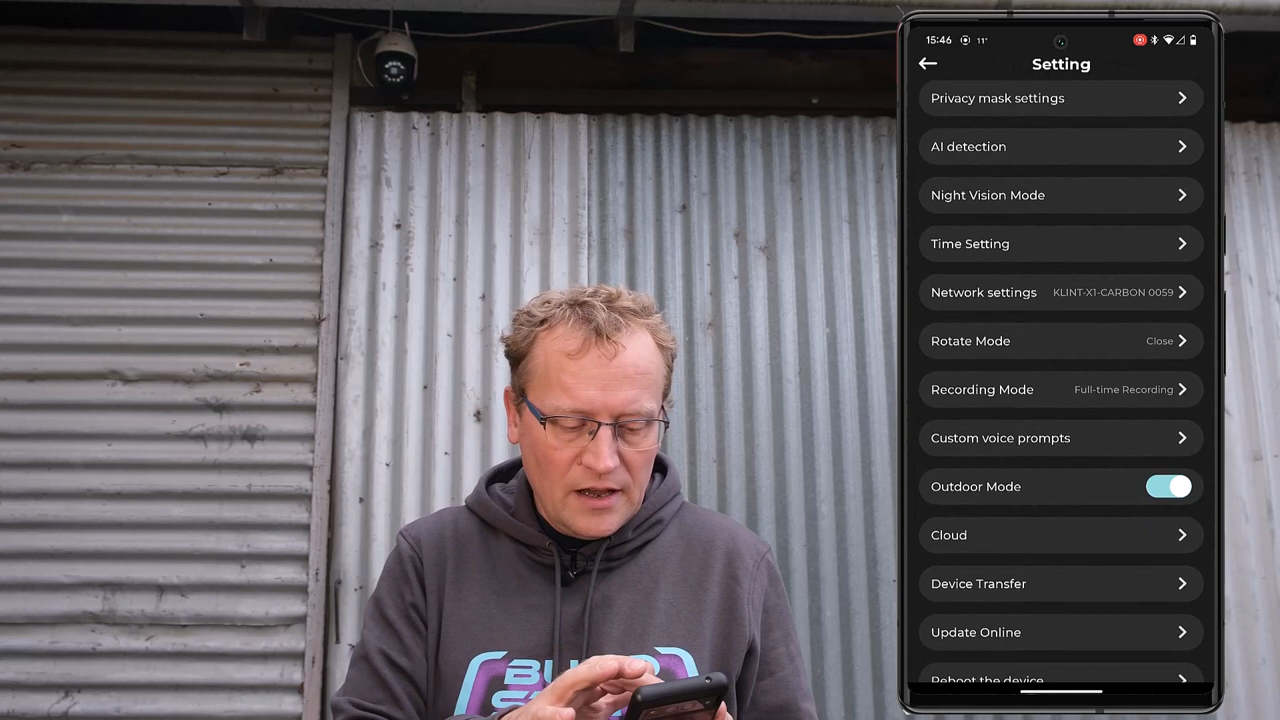 15:46 11°
Setting
Privacy mask settings
AI detection
Night Vision Mode
Time Setting
Network settings KLINT-X1-CARBON 0059
Rotate Mode Close
Recording Mode Full-time Recording
Custom voice prompts
Outdoor Mode
Cloud
Device Transfer
Update Online
Reboot the device